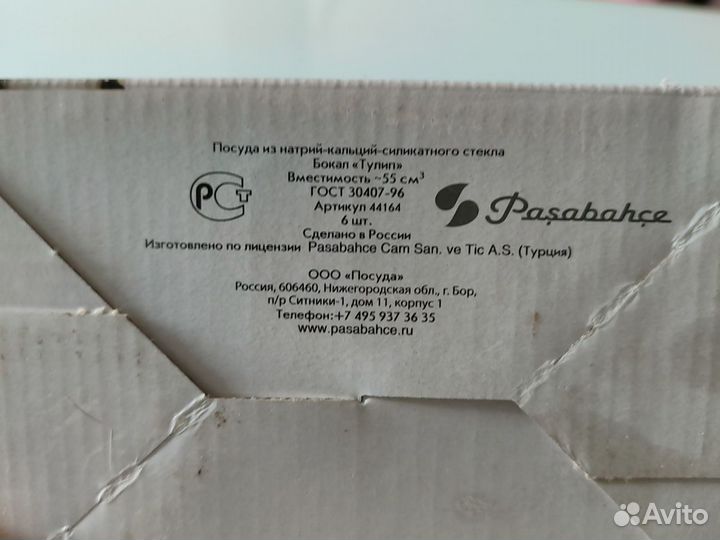 Посуда из натрий-кальций-силикатного стекла
Бокал «Тулип»
Вместимость ~55 см³
ГОСТ 30407-96
Артикул 44164
6 шт.
Сделано в России
Изготовлено по лицензии Pasabahce Cam San. ve Tic A.S. (Турция)
РСТ
Paşabahçe
ООО «Посуда»
Россия, 606460, Нижегородская обл., г. Бор,
п/р Ситники-1, дом 11, корпус 1
Телефон:+7 495 937 36 35
www.pasabahce.ru
Avito